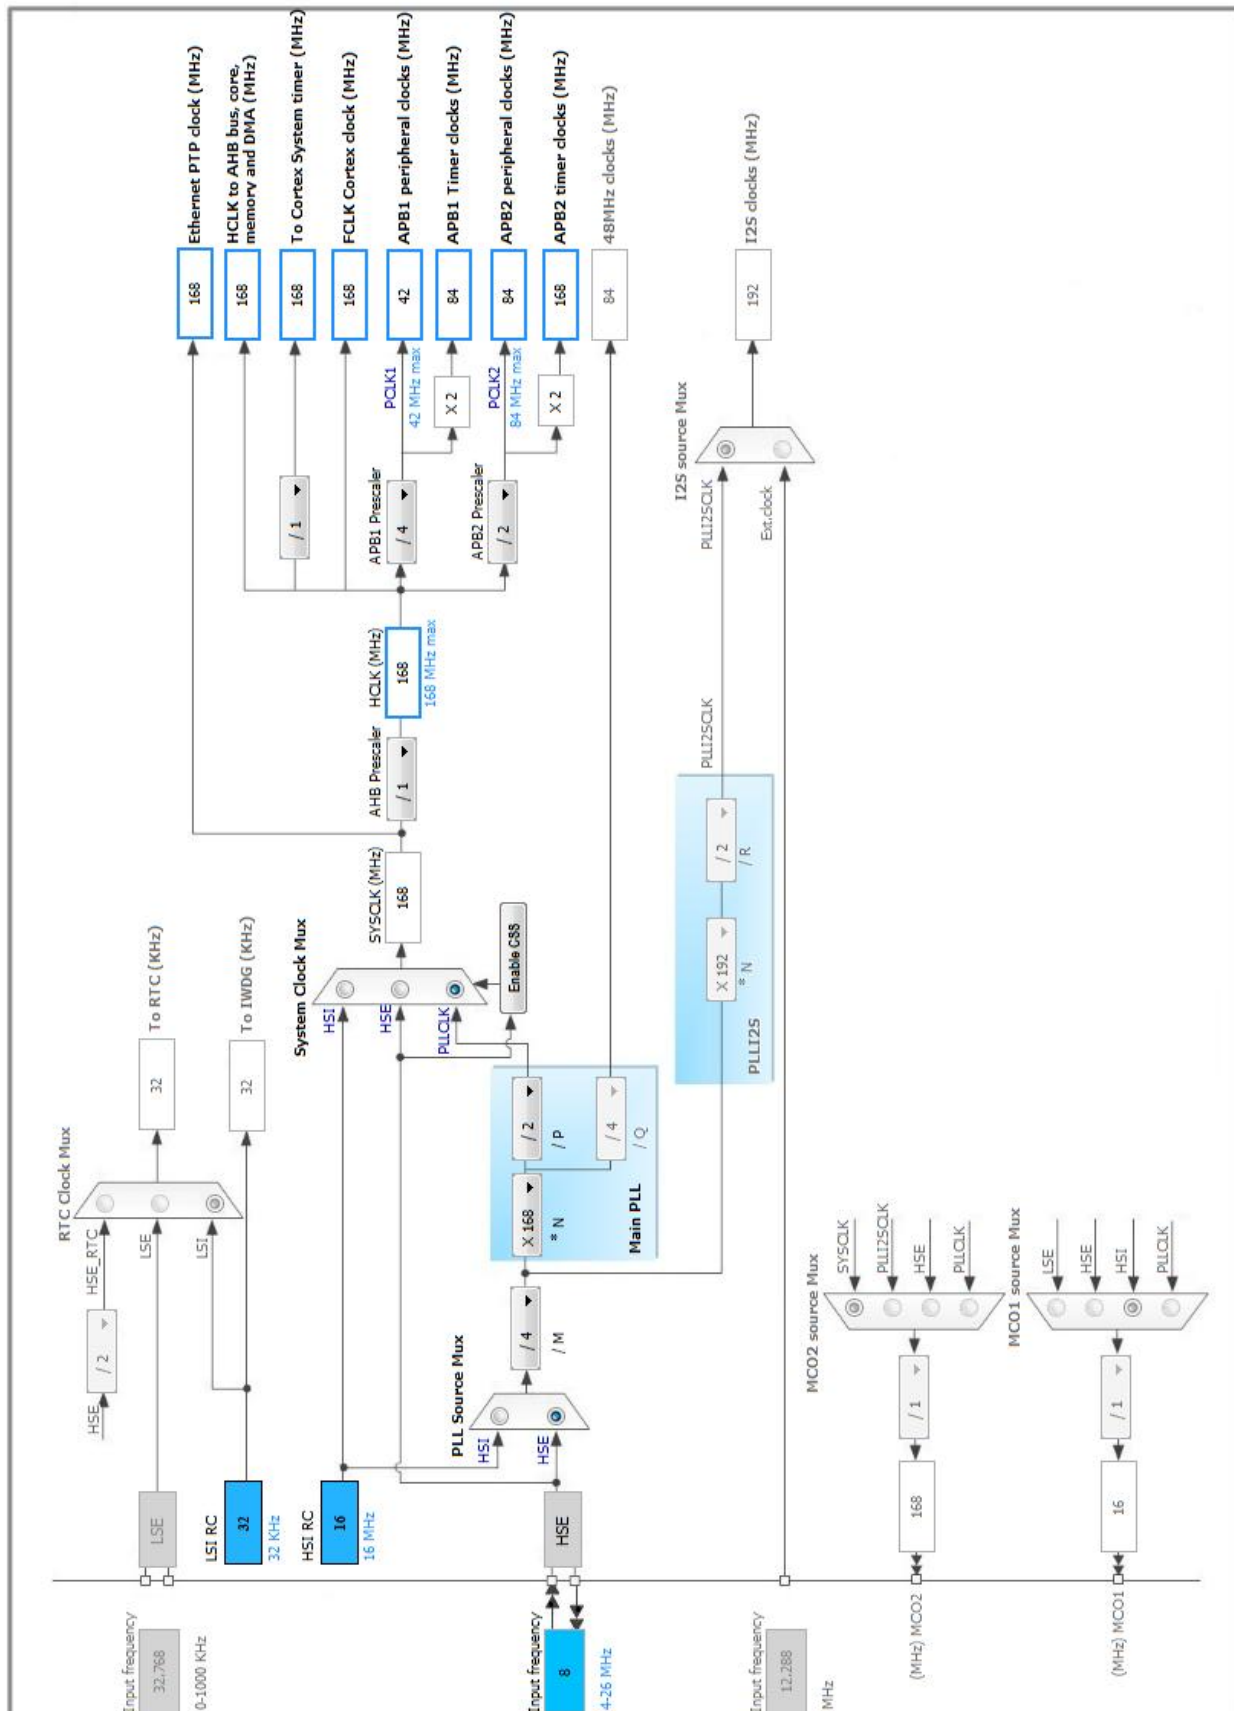 Input frequency
32.768
0-1000 KHz
LSE
HSE
/ 2
HSE_RTC
LSE
LSI
RTC Clock Mux
32
To RTC (KHz)
LSI RC
32
32 KHz
32
To IWDG (KHz)
HSI RC
16
16 MHz
Input frequency
8
4-26 MHz
HSE
PLL Source Mux
HSI
HSE
/ 4
/ M
X 168
* N
/ 2
/ P
/ 4
/ Q
Main PLL
System Clock Mux
HSI
HSE
PLLCLK
Enable CSS
SYSCLK (MHz)
168
AHB Prescaler
/ 1
HCLK (MHz)
168
168 MHz max
/ 1
APB1 Prescaler
/ 4
PCLK1
42 MHz max
X 2
APB2 Prescaler
/ 2
PCLK2
84 MHz max
X 2
168
Ethernet PTP clock (MHz)
168
HCLK to AHB bus, core,
memory and DMA (MHz)
168
To Cortex System timer (MHz)
168
FCLK Cortex clock (MHz)
42
APB1 peripheral clocks (MHz)
84
APB1 Timer clocks (MHz)
84
APB2 peripheral clocks (MHz)
168
APB2 timer clocks (MHz)
84
48MHz clocks (MHz)
X 192
* N
/ 2
/ R
PLLI2S
PLLI2SCLK
PLLI2SCLK
Ext.clock
I2S source Mux
192
I2S clocks (MHz)
Input frequency
12.288
MHz
MCO2 source Mux
SYSCLK
PLLI2SCLK
HSE
PLLCLK
/ 1
168
(MHz) MCO2
MCO1 source Mux
LSE
HSE
HSI
PLLCLK
/ 1
16
(MHz) MCO1